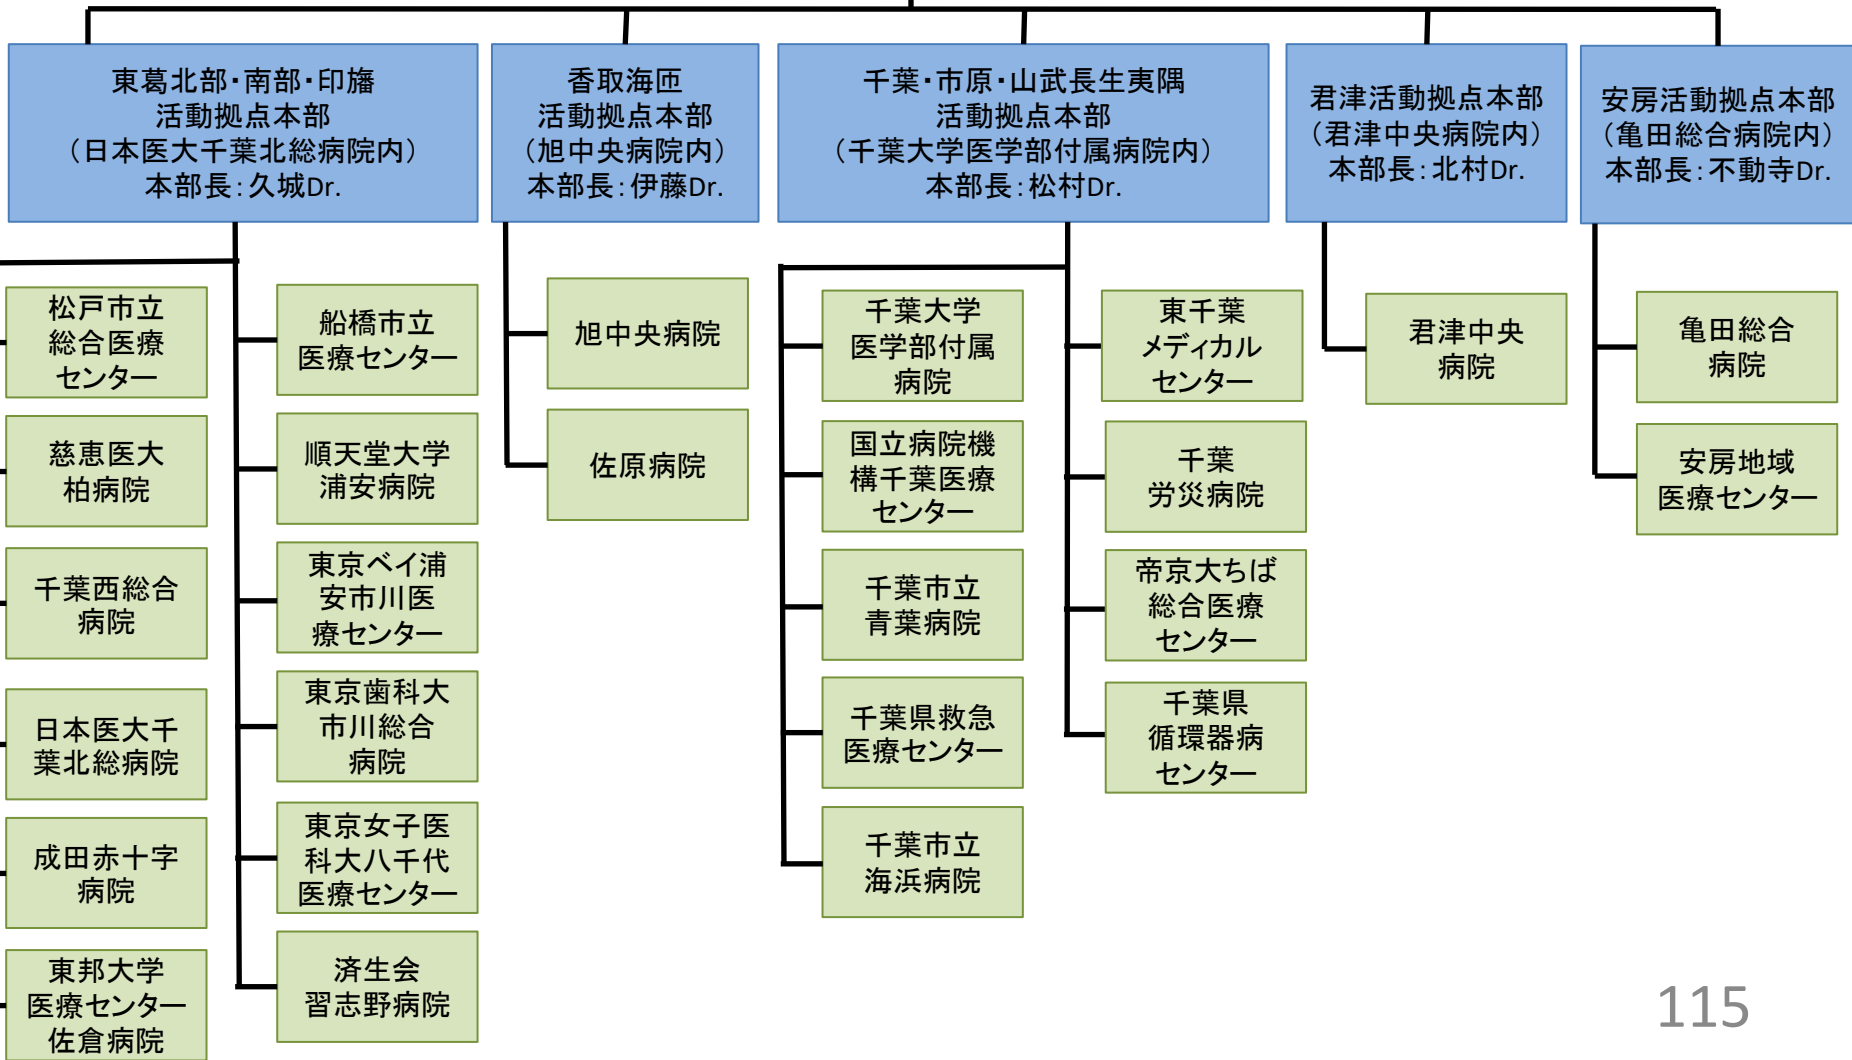 東葛北部・南部・印旛
活動拠点本部
（日本医大千葉北総病院内）
本部長：久城Dr.
香取海匝
活動拠点本部
（旭中央病院内）
本部長：伊藤Dr.
千葉・市原・山武長生夷隅
活動拠点本部
（千葉大学医学部付属病院内）
本部長：松村Dr.
君津活動拠点本部
（君津中央病院内）
本部長：北村Dr.
安房活動拠点本部
（亀田総合病院内）
本部長：不動寺Dr.
松戸市立
総合医療
センター
慈恵医大
柏病院
千葉西総合
病院
日本医大千
葉北総病院
成田赤十字
病院
東邦大学
医療センター
佐倉病院
船橋市立
医療センター
順天堂大学
浦安病院
東京ベイ浦
安市川医
療センター
東京歯科大
市川総合
病院
東京女子医
科大八千代
医療センター
済生会
習志野病院
旭中央病院
佐原病院
千葉大学
医学部付属
病院
国立病院機
構千葉医療
センター
千葉市立
青葉病院
千葉県救急
医療センター
千葉市立
海浜病院
東千葉
メディカル
センター
千葉
労災病院
帝京大ちば
総合医療
センター
千葉県
循環器病
センター
君津中央
病院
亀田総合
病院
安房地域
医療センター
115